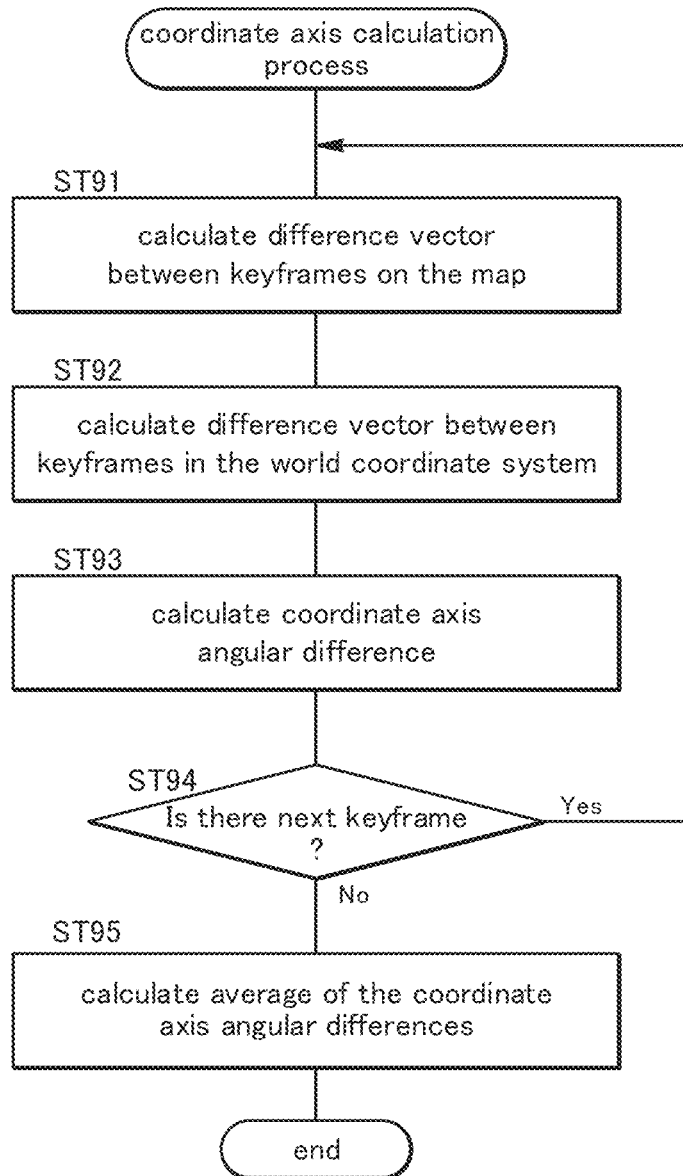 coordinate axis calculation
process
ST91
calculate difference vector
between keyframes on the map
ST92
calculate difference vector between
keyframes in the world coordinate system
ST93
calculate coordinate axis
angular difference
ST94
Is there next keyframe
?
Yes
No
ST95
calculate average of the coordinate
axis angular differences
end